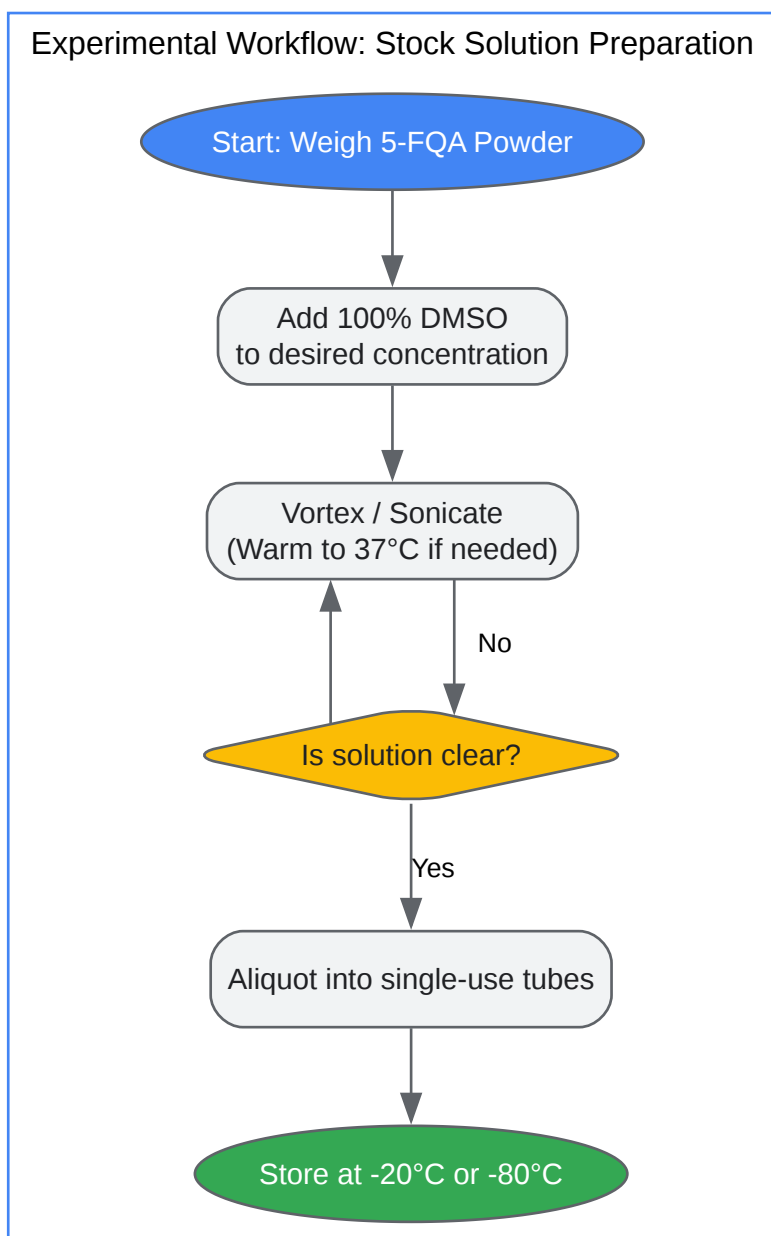 Experimental Workflow: Stock Solution Preparation
Start: Weigh 5-FQA Powder
Add 100% DMSO
to desired concentration
Vortex / Sonicate
(Warm to 37°C if needed)
No
Is solution clear?
Yes
Aliquot into single-use tubes
Store at -20°C or -80°C